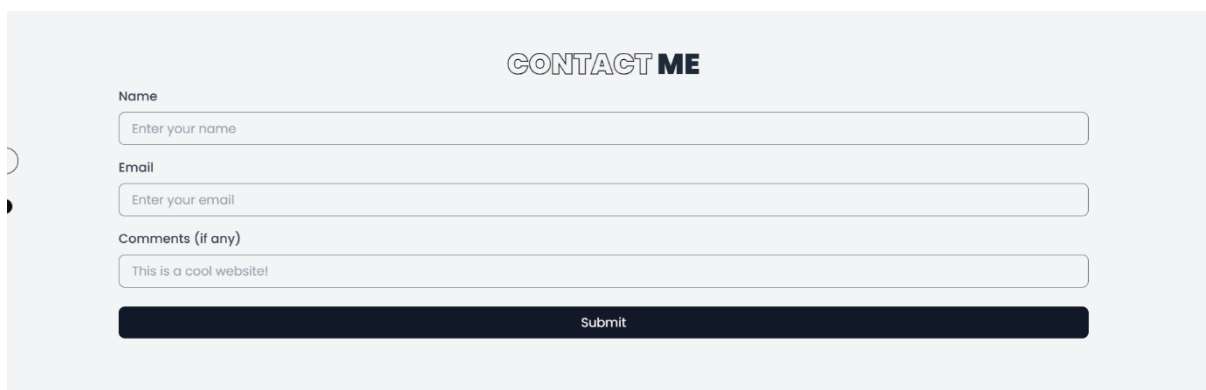 CONTACT ME
Name
Enter your name
Email
Enter your email
Comments (if any)
This is a cool website!
Submit